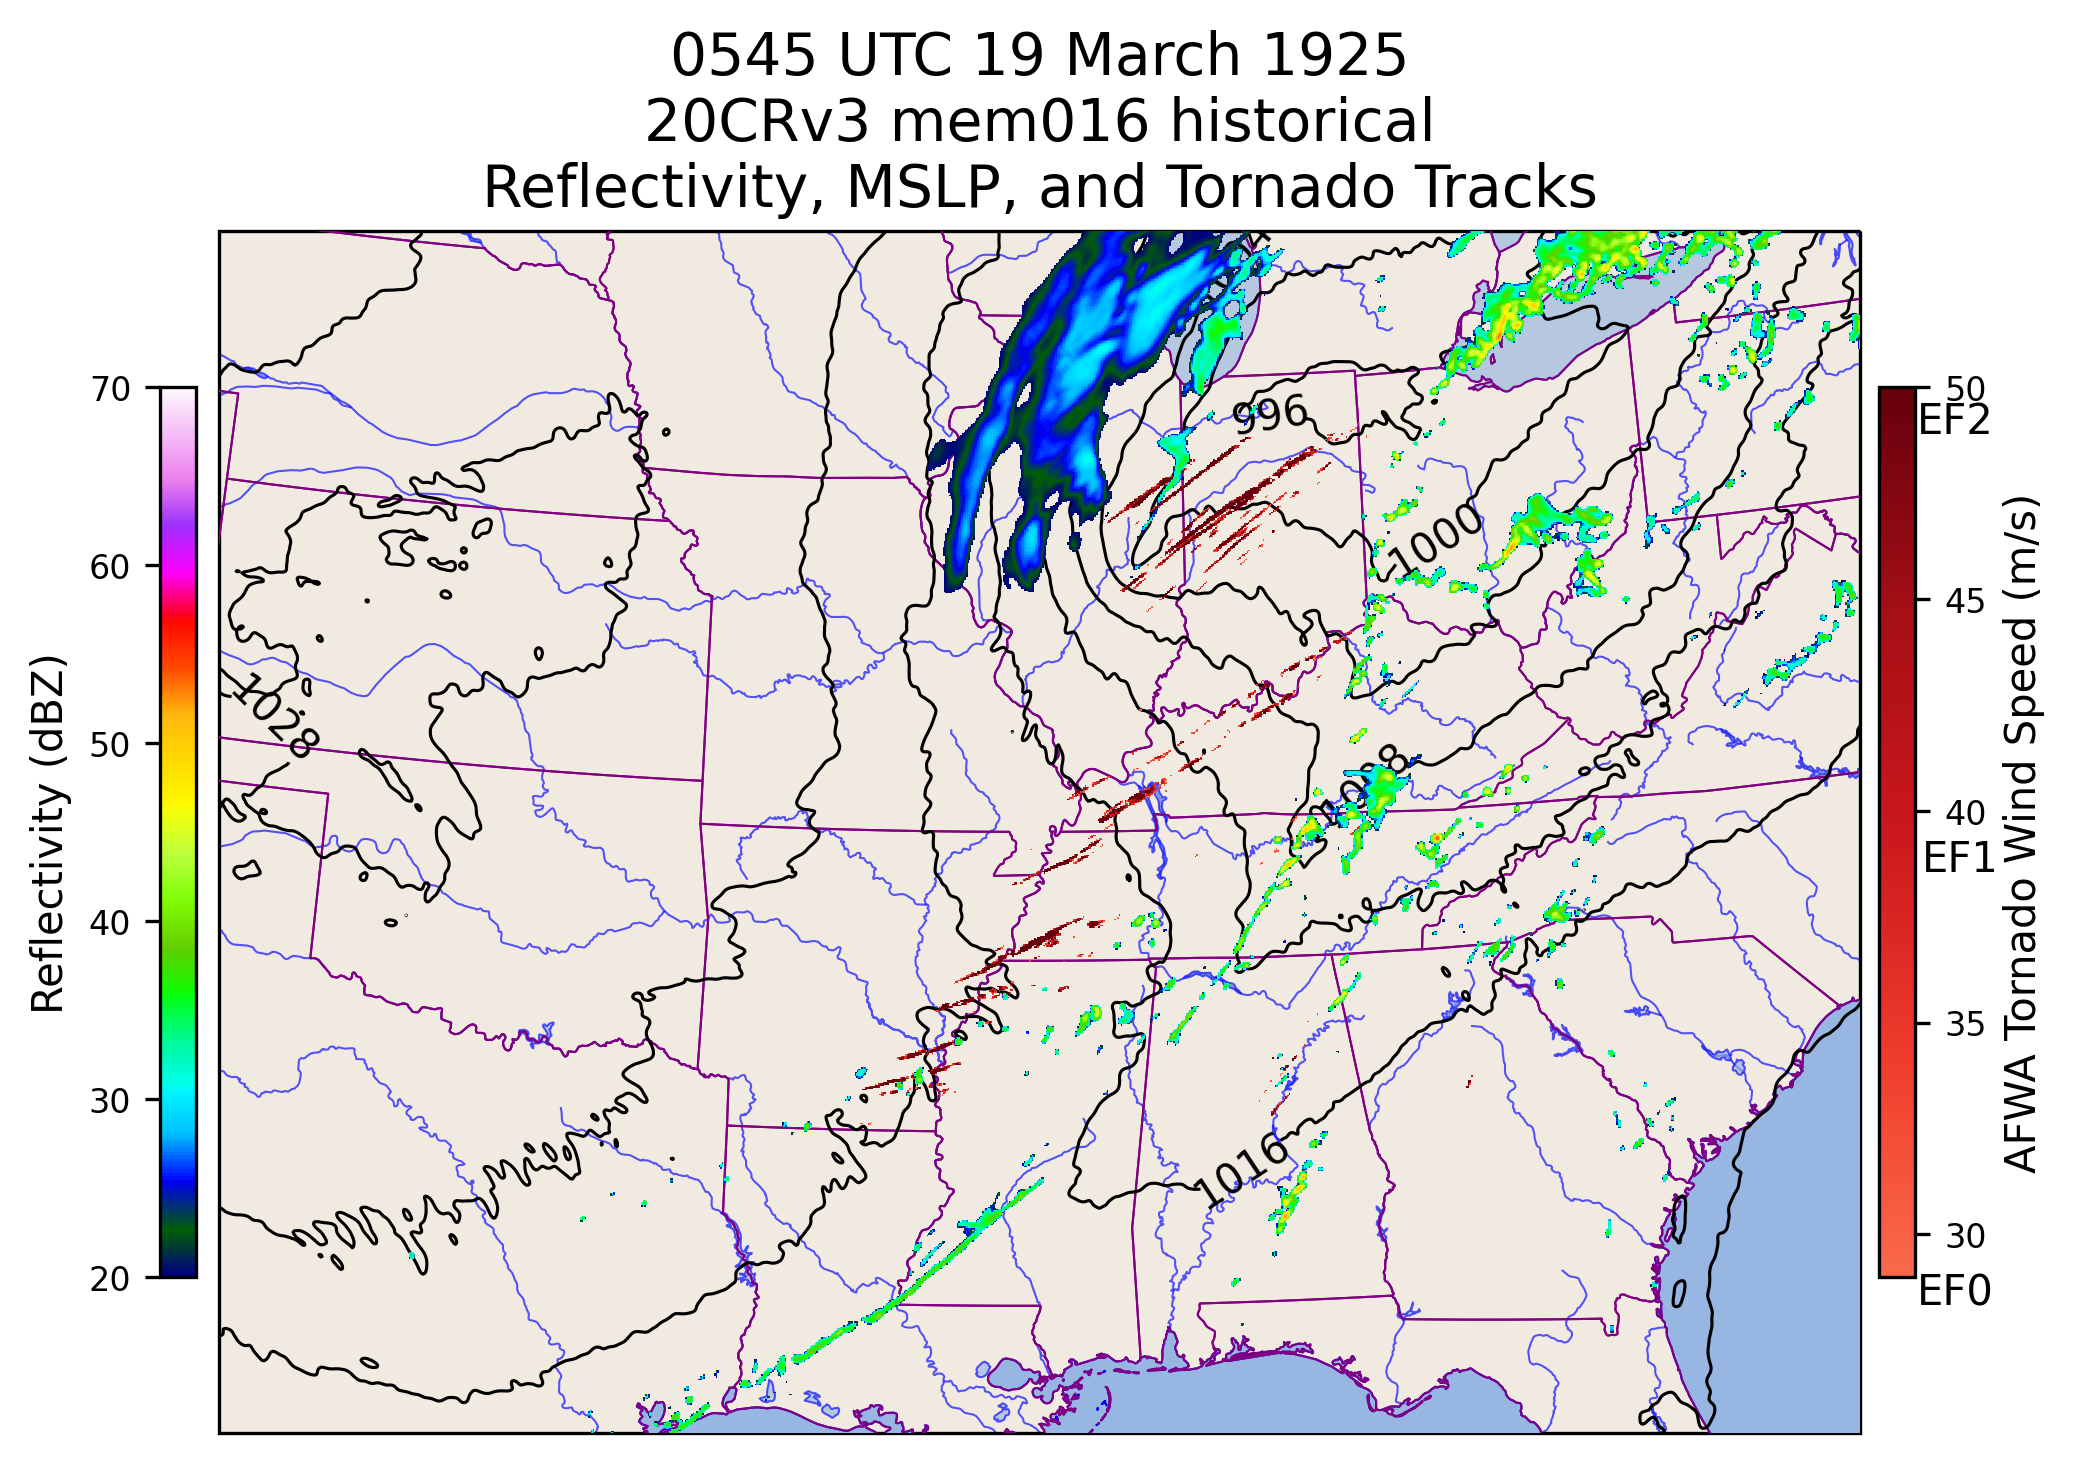 0545 UTC 19 March 1925
20CRv3 mem016 historical
Reflectivity, MSLP, and Tornado Tracks
Reflectivity (dBZ)
70
60
50
40
30
20
996
1000
1028
1008
1016
50
EF2
45
40
EF1
35
30
EF0
AFWA Tornado Wind Speed (m/s)